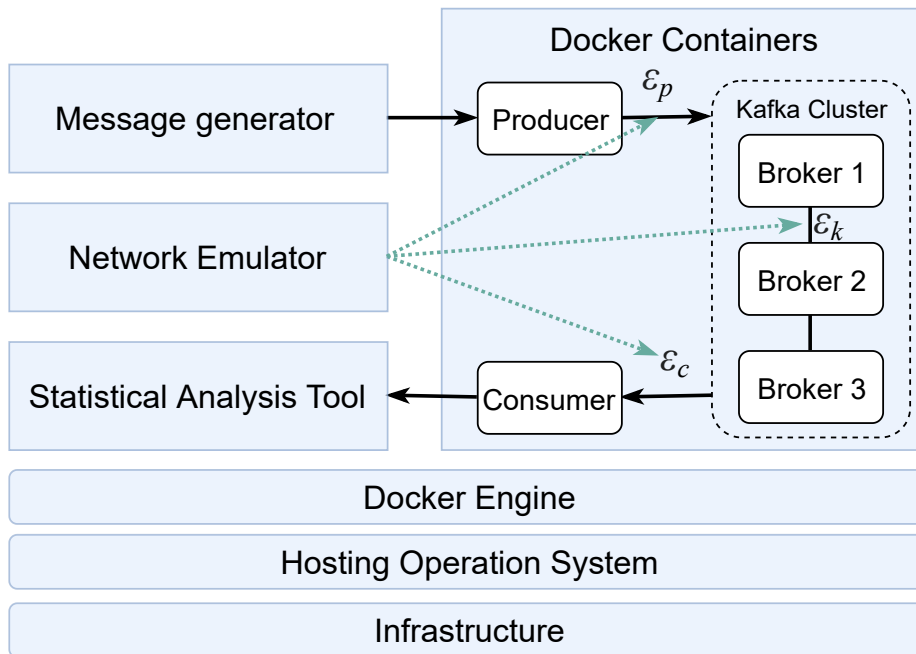 Docker Containers
Message generator
Producer
εp
Kafka Cluster
Broker 1
Network Emulator
εk
Broker 2
Statistical Analysis Tool
Consumer
εc
Broker 3
Docker Engine
Hosting Operation System
Infrastructure